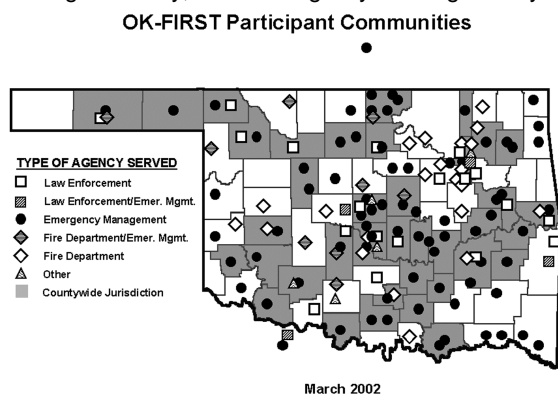 OK-FIRST Participant Communities
TYPE OF AGENCY SERVED
Law Enforcement
Law Enforcement/Emer. Mgmt.
Emergency Management
Fire Department/Emer. Mgmt.
Fire Department
Other
Countywide Jurisdiction
March 2002